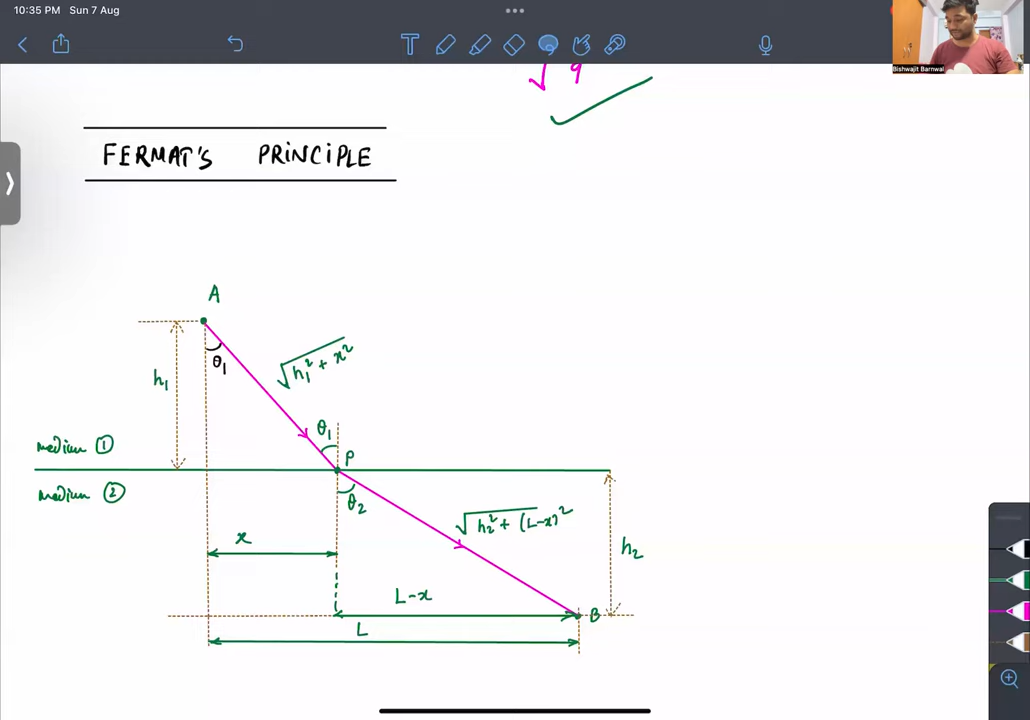 10:35 PM Sun 7 Aug
Bishwajit Barnwal
√9
FERMAT'S PRINCIPLE
A
θ₁
√(h₁² + x²)
h₁
θ₁
P
medium ①
medium ②
θ₂
√(h₂² + (L-x)²)
h₂
x
L-x
B
L